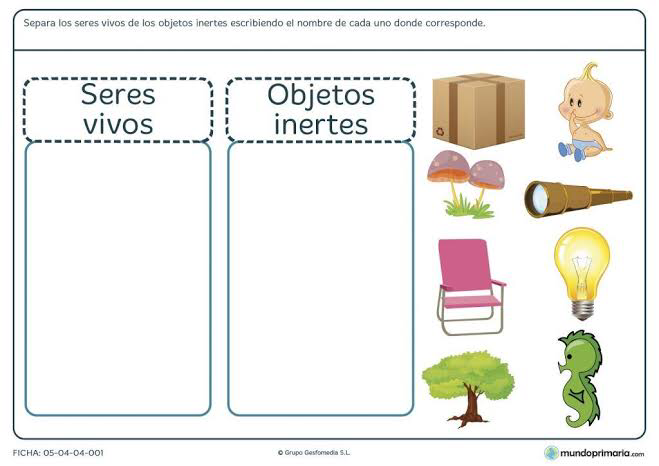 Separa los seres vivos de los objetos inertes escribiendo el nombre de cada uno donde corresponde.
Seres
vivos
Objetos
inertes
FICHA: 05-04-04-001
© Grupo Gesfomedia S.L.
mundoprimaria.com